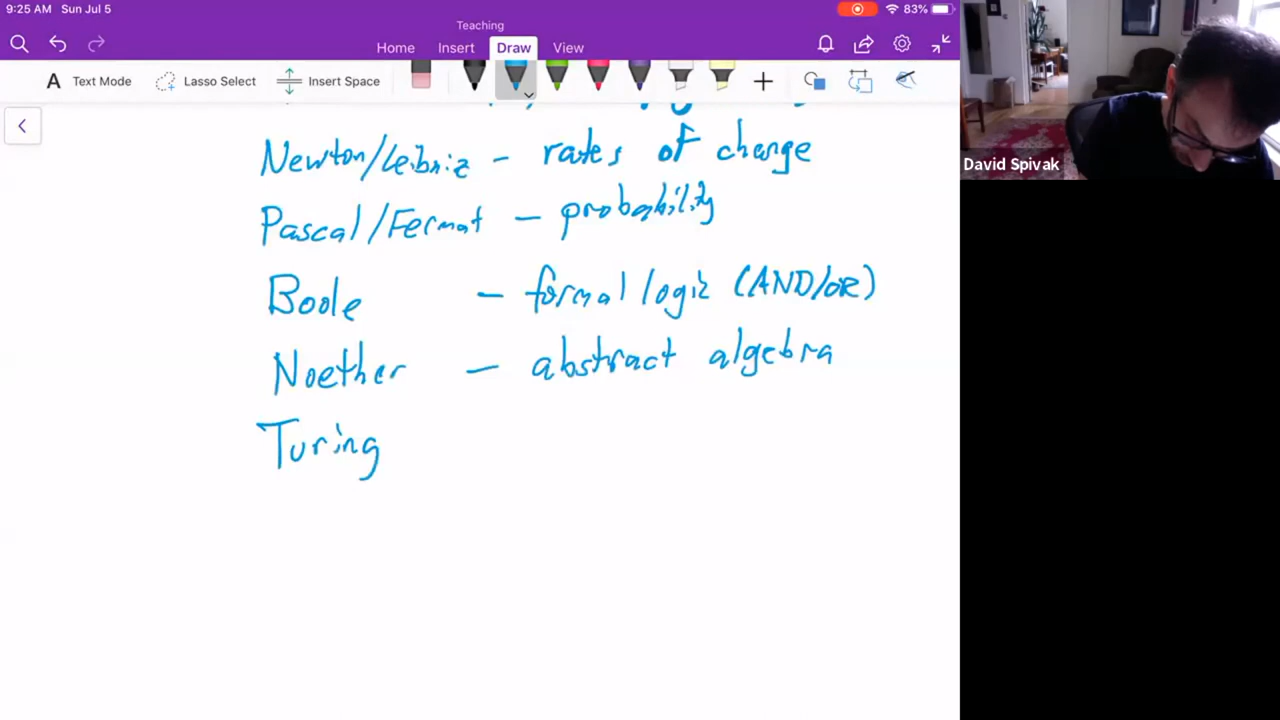 9:25 AM Sun Jul 5
83%
Teaching
Home Insert Draw View
A Text Mode Lasso Select Insert Space
David Spivak
Newton/Leibniz - rates of change
Pascal/Fermat - probability
Boole - formal logic (AND/OR)
Noether - abstract algebra
Turing